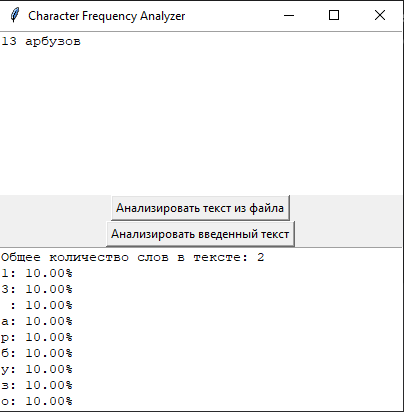 Character Frequency Analyzer
13 арбузов
Анализировать текст из файла
Анализировать введенный текст
Общее количество слов в тексте: 2
1: 10.00%
3: 10.00%
 : 10.00%
а: 10.00%
р: 10.00%
б: 10.00%
у: 10.00%
з: 10.00%
о: 10.00%